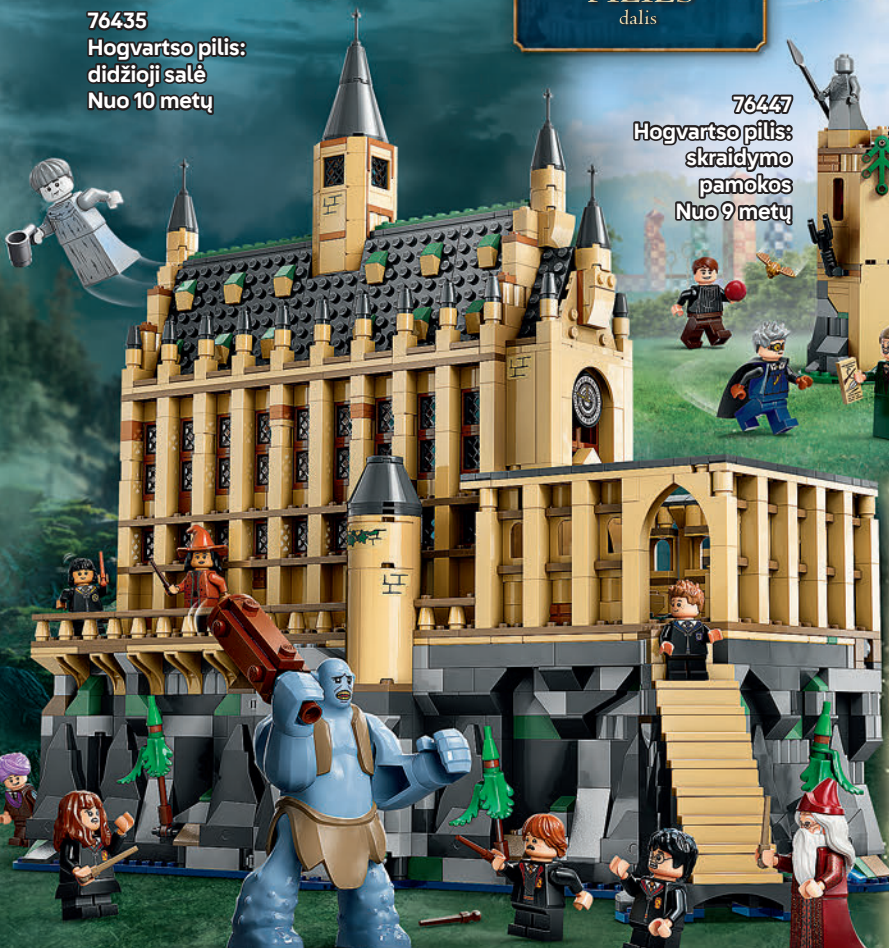 76435
Hogvartso pilis:
didžioji salė
Nuo 10 metų
dalis
76447
Hogvartso pilis:
skraidymo
pamokos
Nuo 9 metų